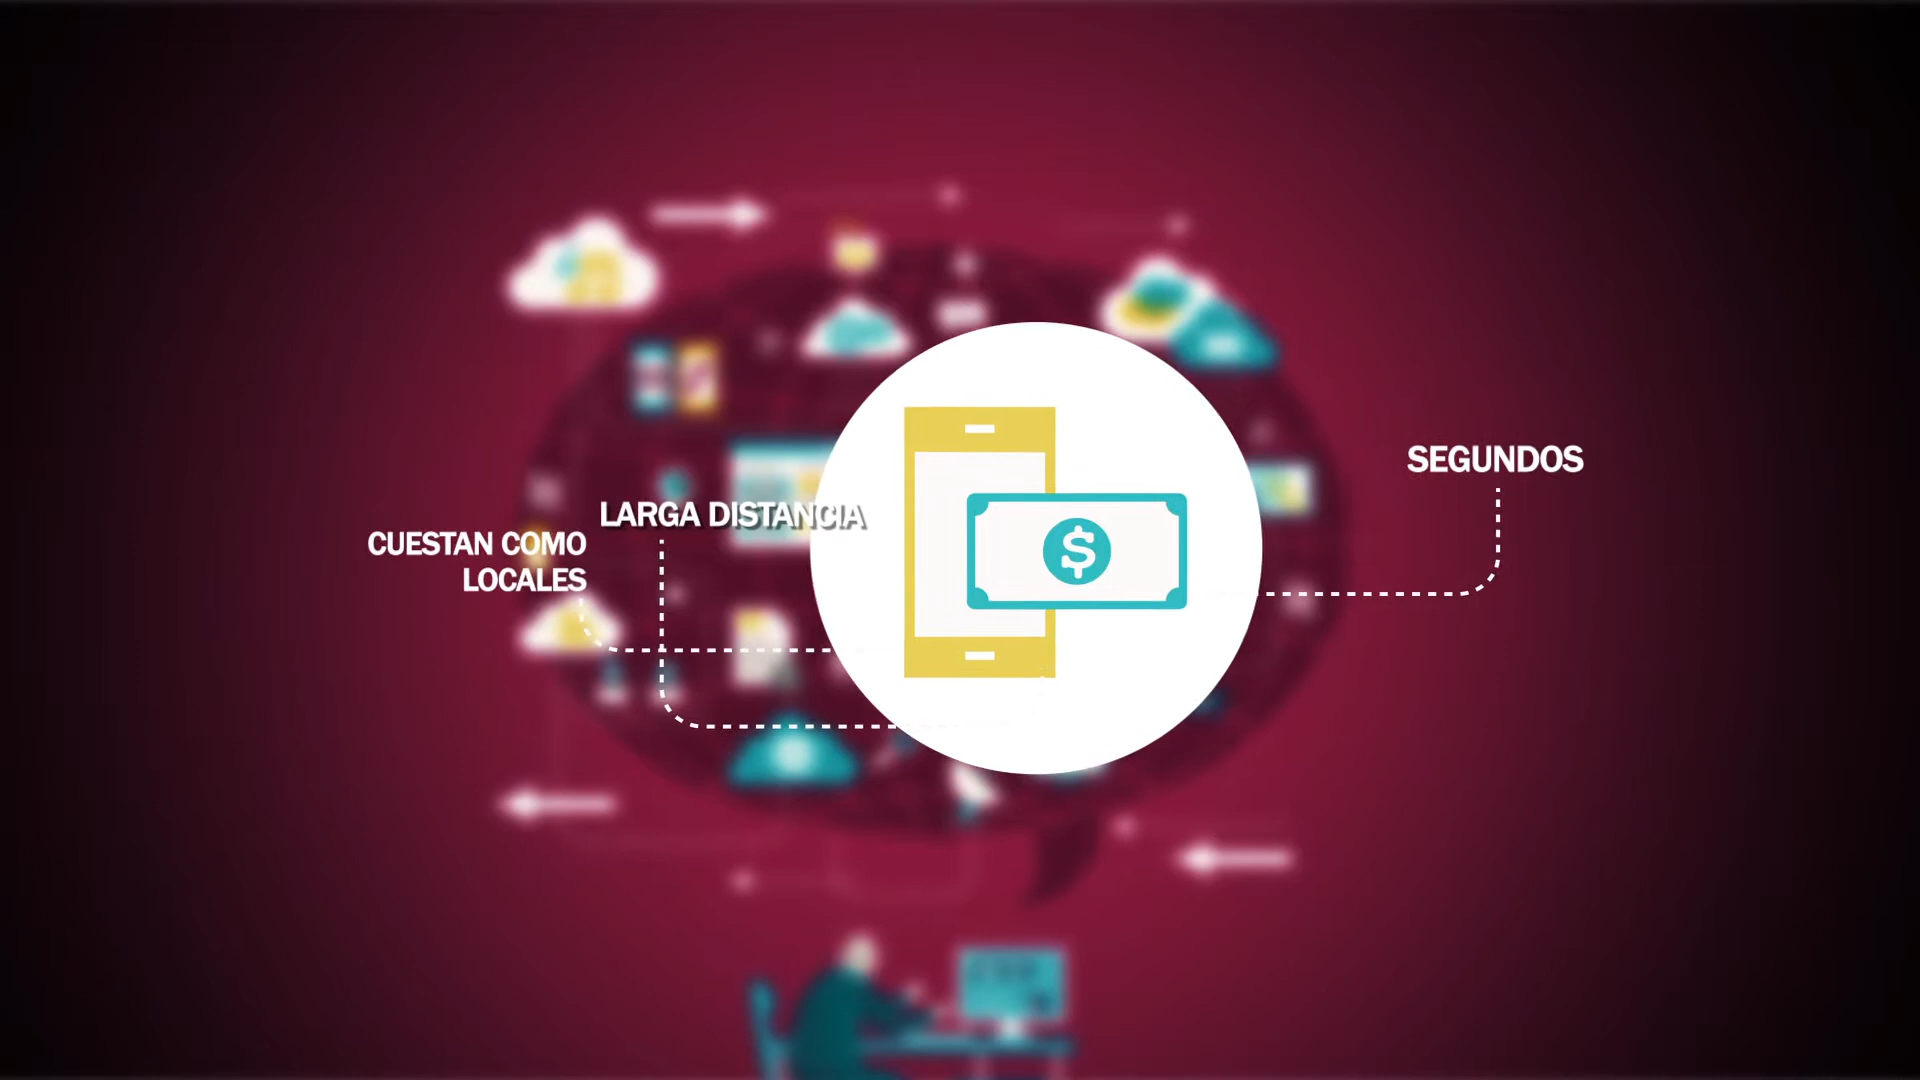 SEGUNDOS
LARGA DISTANCIA
CUESTAN COMO
LOCALES
$